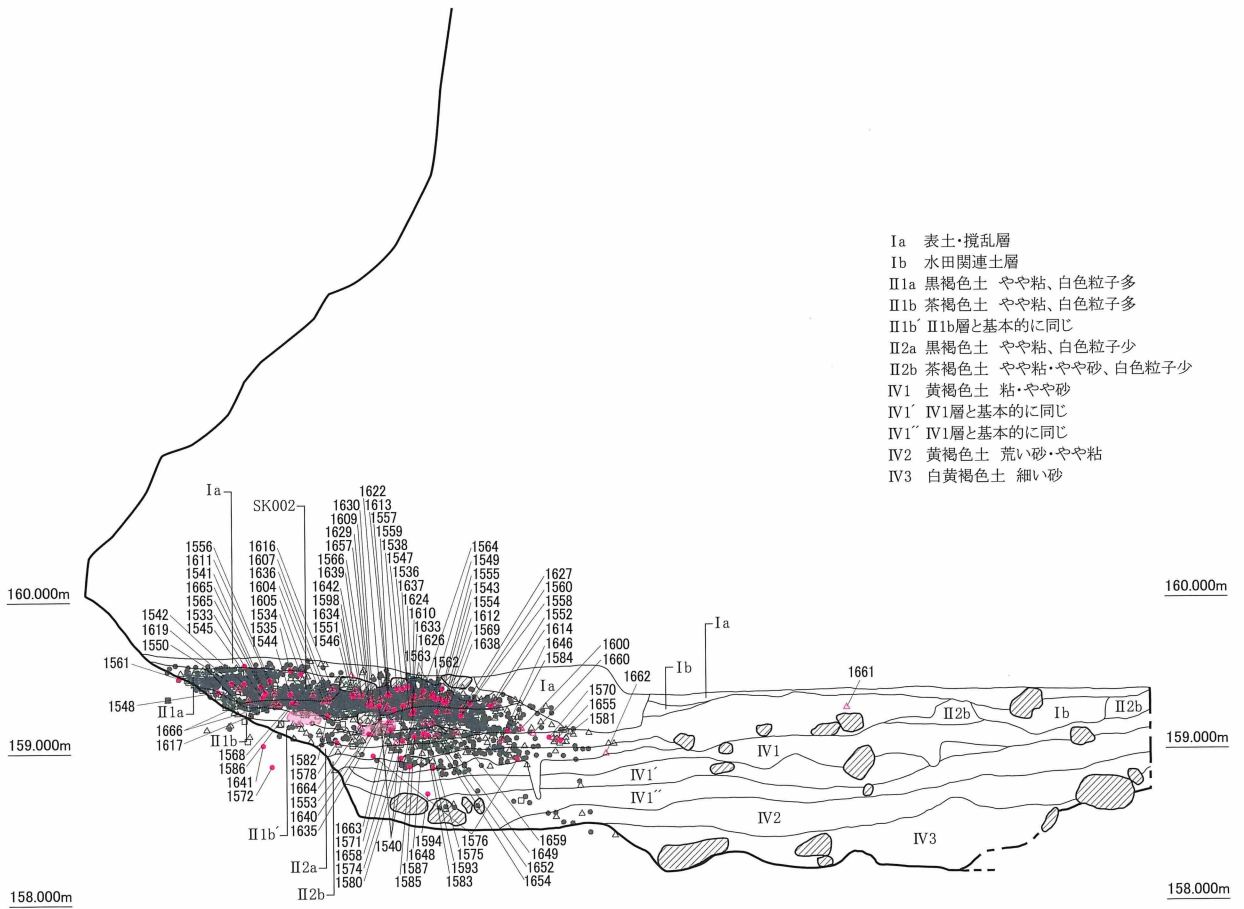 Ia 表土・撹乱層
Ib 水田関連土層
II1a 黒褐色土 やや粘、白色粒子多
II1b 茶褐色土 やや粘、白色粒子多
II1b′ II1b層と基本的に同じ
II2a 黒褐色土 やや粘、白色粒子少
II2b 茶褐色土 やや粘・やや砂、白色粒子少
IV1 黄褐色土 粘・やや砂
IV1′ IV1層と基本的に同じ
IV1″ IV1層と基本的に同じ
IV2 黄褐色土 荒い砂・やや粘
IV3 白黄褐色土 細い砂
Ia
SK002
1556
1611
1541
1665
1565
1533
1545
1542
1619
1550
1561
1548
1616
1607
1636
1604
1605
1534
1535
1544
1622
1630
1613
1609
1557
1629
1559
1657
1538
1566
1547
1639
1536
1642
1637
1598
1624
1634
1610
1551
1633
1546
1626
1563
1562
1564
1549
1555
1543
1554
1612
1569
1638
1627
1560
1558
1552
1614
1646
1584
1600
1660
1662
1570
1655
1581
1661
160.000m
160.000m
159.000m
159.000m
158.000m
158.000m
Ia
Ia
Ib
Ib
II2b
II2b
IV1
IV1′
IV1″
IV2
IV3
II1a
1666
1617
II1b
1568
1586
1641
1572
1582
1578
1664
1553
1640
1635
II1b′
II2a
II2b
1663
1571
1658
1574
1580
1540
1594
1648
1587
1585
1576
1575
1593
1583
1659
1649
1652
1654